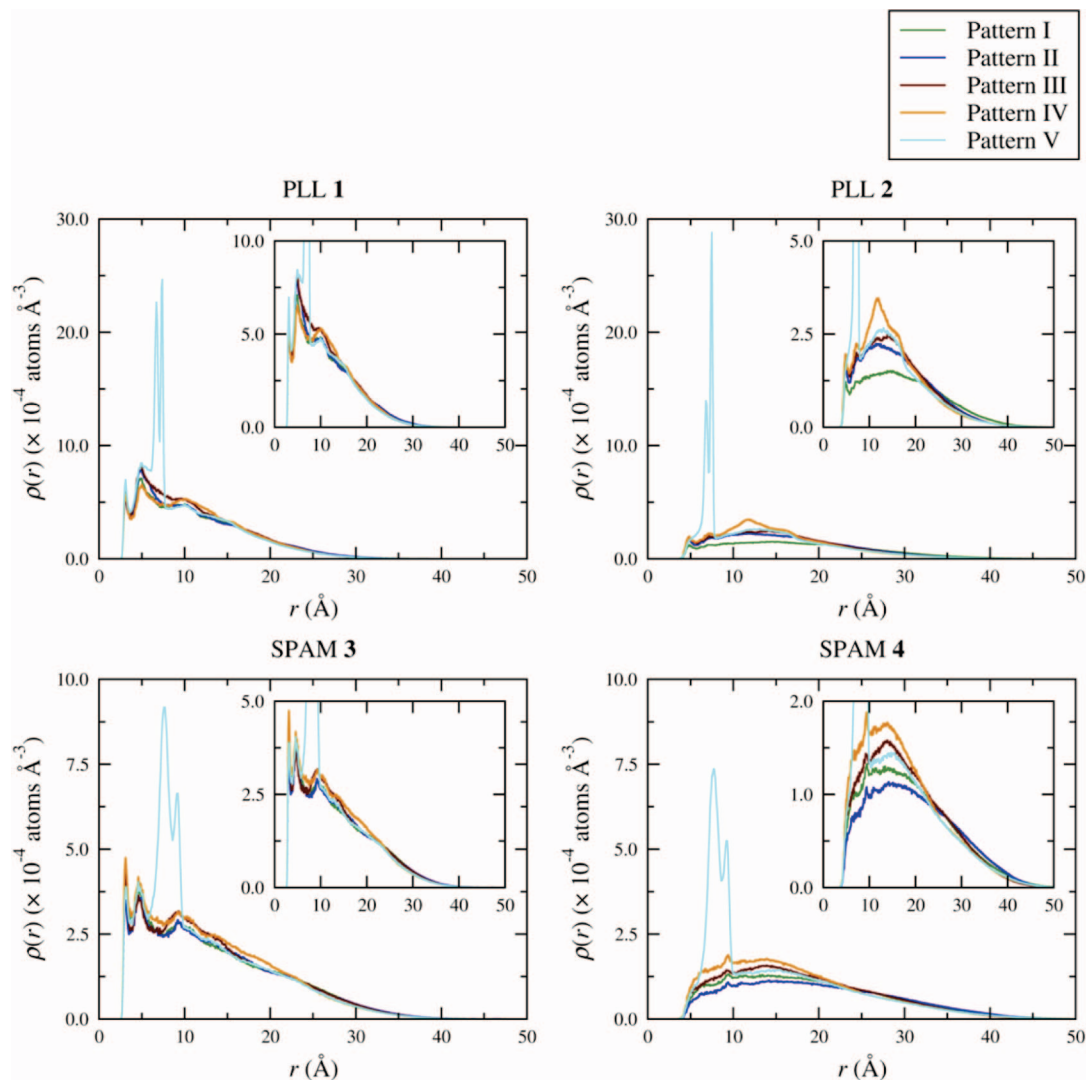 Pattern I
Pattern II
Pattern III
Pattern IV
Pattern V
PLL 1
30.0
20.0
10.0
0.0
ρ(r) (× 10⁻⁴ atoms Å⁻³)
0 10 20 30 40 50
r (Å)
10.0
5.0
0.0
0 10 20 30 40 50
PLL 2
30.0
20.0
10.0
0.0
ρ(r) (× 10⁻⁴ atoms Å⁻³)
0 10 20 30 40 50
r (Å)
5.0
2.5
0.0
0 10 20 30 40 50
SPAM 3
10.0
7.5
5.0
2.5
0.0
ρ(r) (× 10⁻⁴ atoms Å⁻³)
0 10 20 30 40 50
r (Å)
5.0
2.5
0.0
0 10 20 30 40 50
SPAM 4
10.0
7.5
5.0
2.5
0.0
ρ(r) (× 10⁻⁴ atoms Å⁻³)
0 10 20 30 40 50
r (Å)
2.0
1.0
0.0
0 10 20 30 40 50